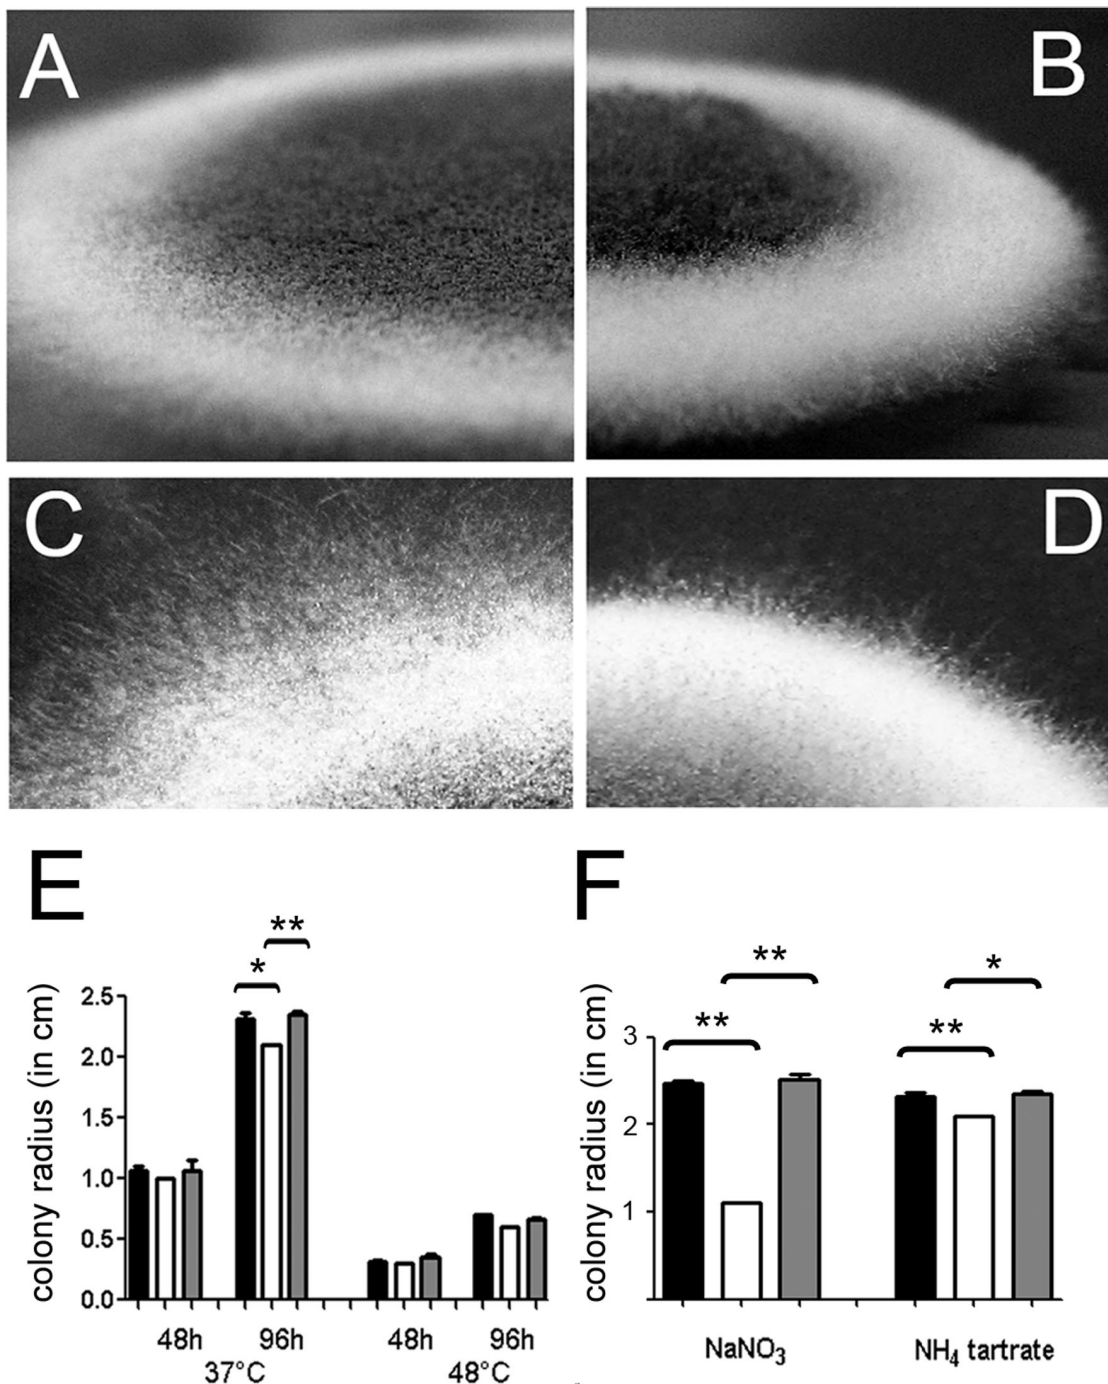 A
B
C
D
E
F
**
*
colony radius (in cm)
2.5
2.0
1.5
1.0
0.5
0.0
48h 96h 48h 96h
37°C 48°C
** *
** **
colony radius (in cm)
3
2
1
NaNO₃ NH₄ tartrate